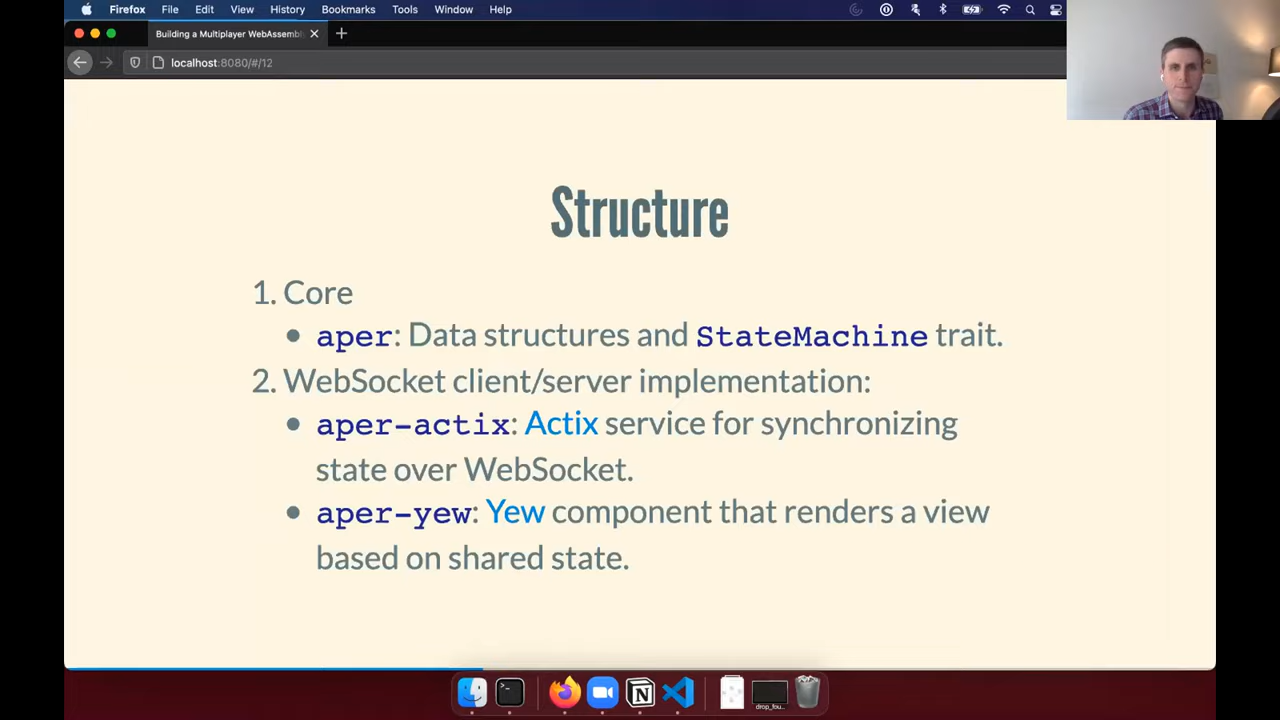 Firefox File Edit View History Bookmarks Tools Window Help
Building a Multiplayer WebAssembl
localhost:8080/#/12
Structure
1. Core
• aper: Data structures and StateMachine trait.
2. WebSocket client/server implementation:
• aper-actix: Actix service for synchronizing
state over WebSocket.
• aper-yew: Yew component that renders a view
based on shared state.
drop_fou...